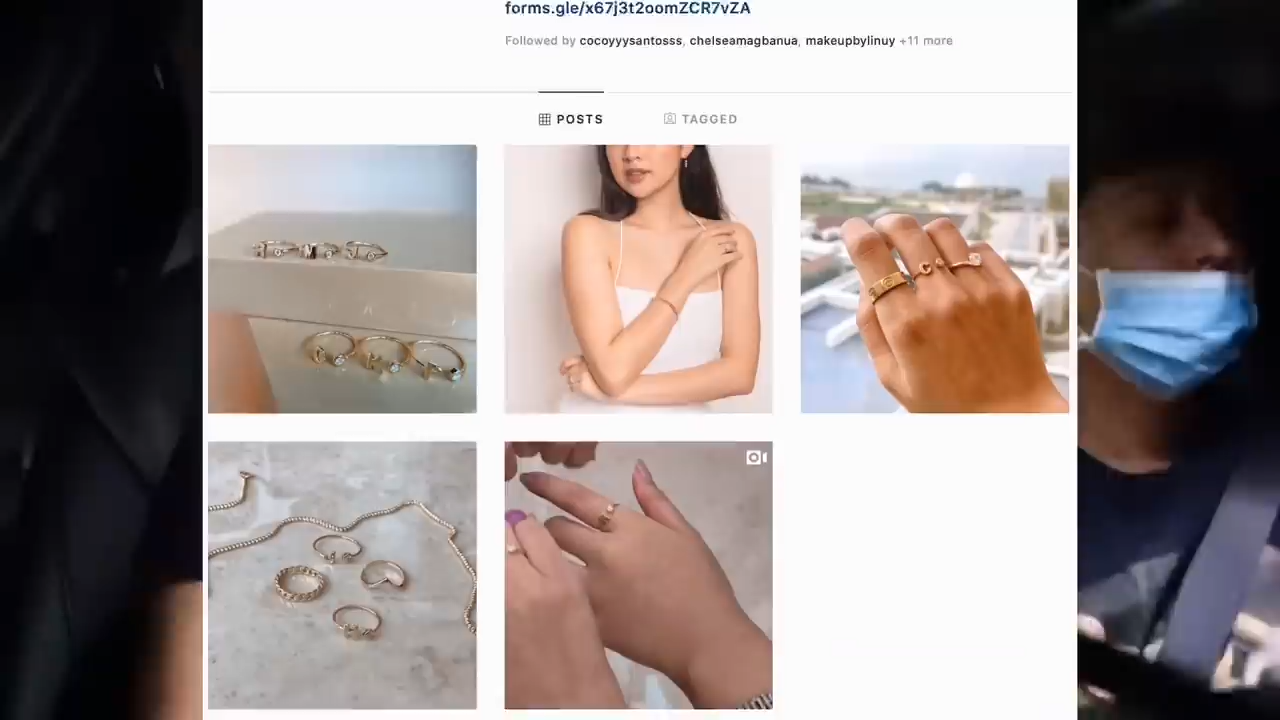 forms.gle/x67j3t2oomZCR7vZA
Followed by cocoyyysantosss, chelseamagbanua, makeupbylinuy +11 more
POSTS
TAGGED